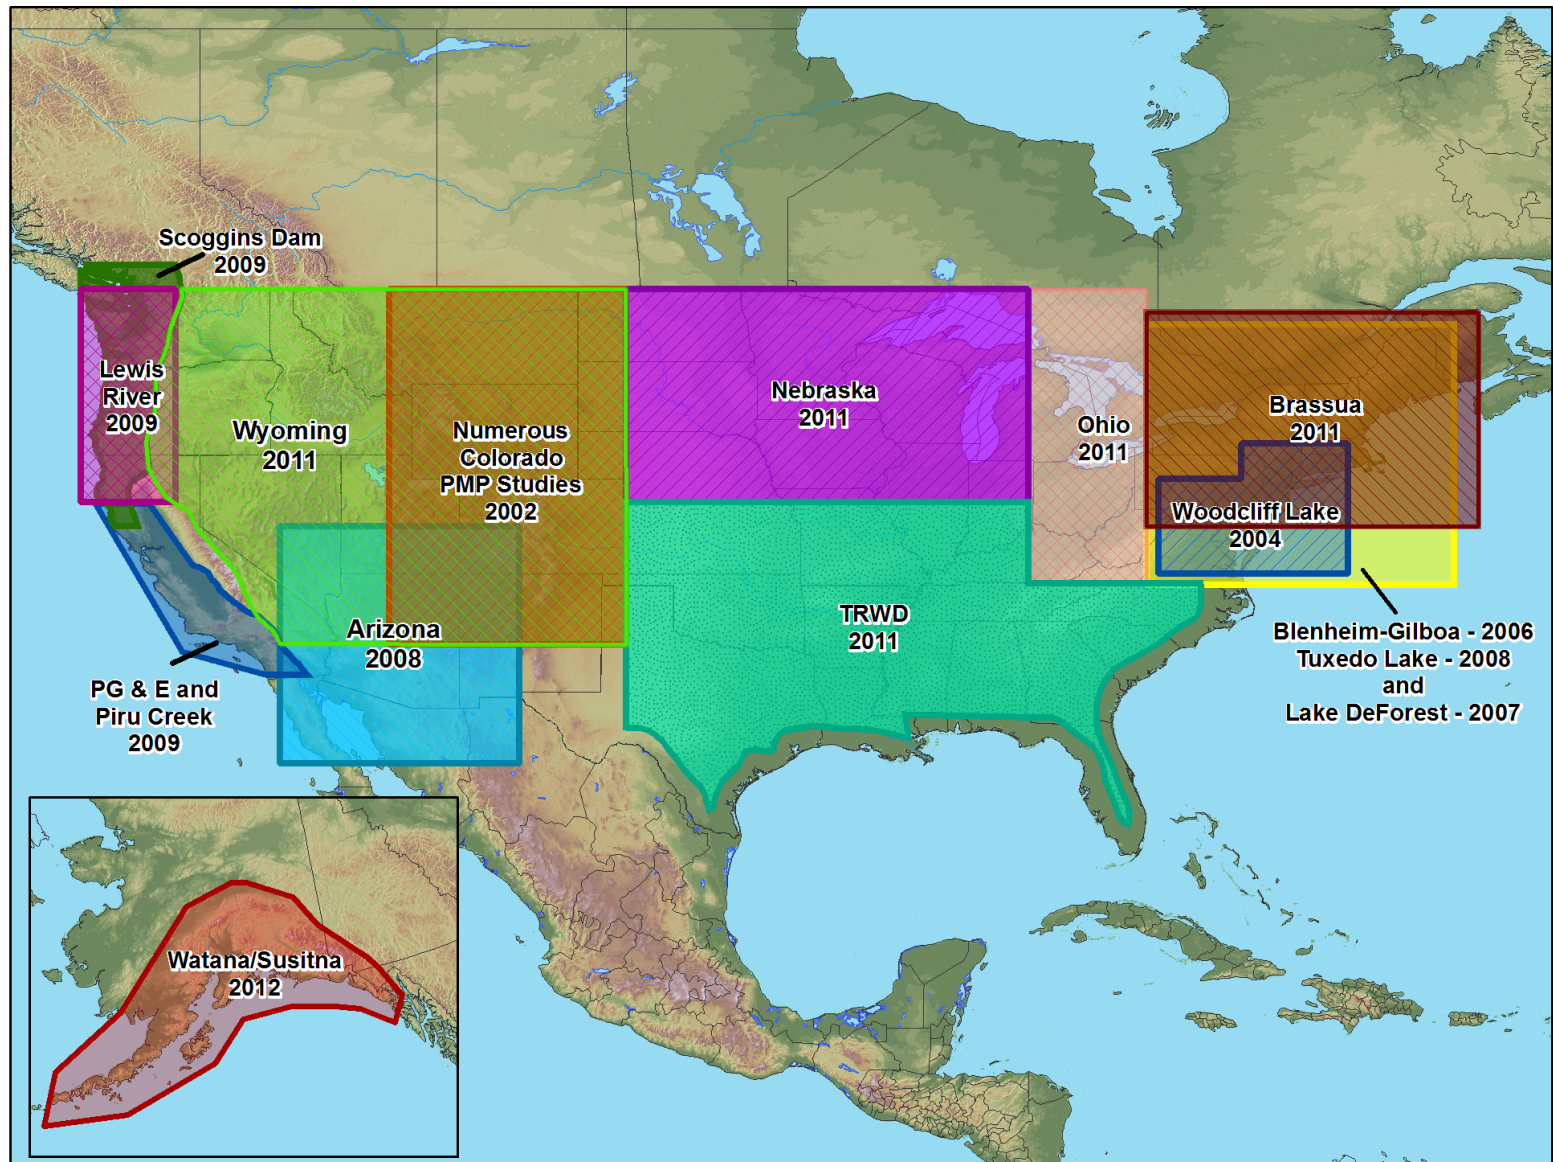 Scoggins Dam
2009
Lewis
River
2009
Wyoming
2011
Numerous
Colorado
PMP Studies
2002
Nebraska
2011
Ohio
2011
Brassua
2011
Woodcliff Lake
2004
Arizona
2008
TRWD
2011
Blenheim-Gilboa - 2006
Tuxedo Lake - 2008
and
Lake DeForest - 2007
PG & E and
Piru Creek
2009
Watana/Susitna
2012